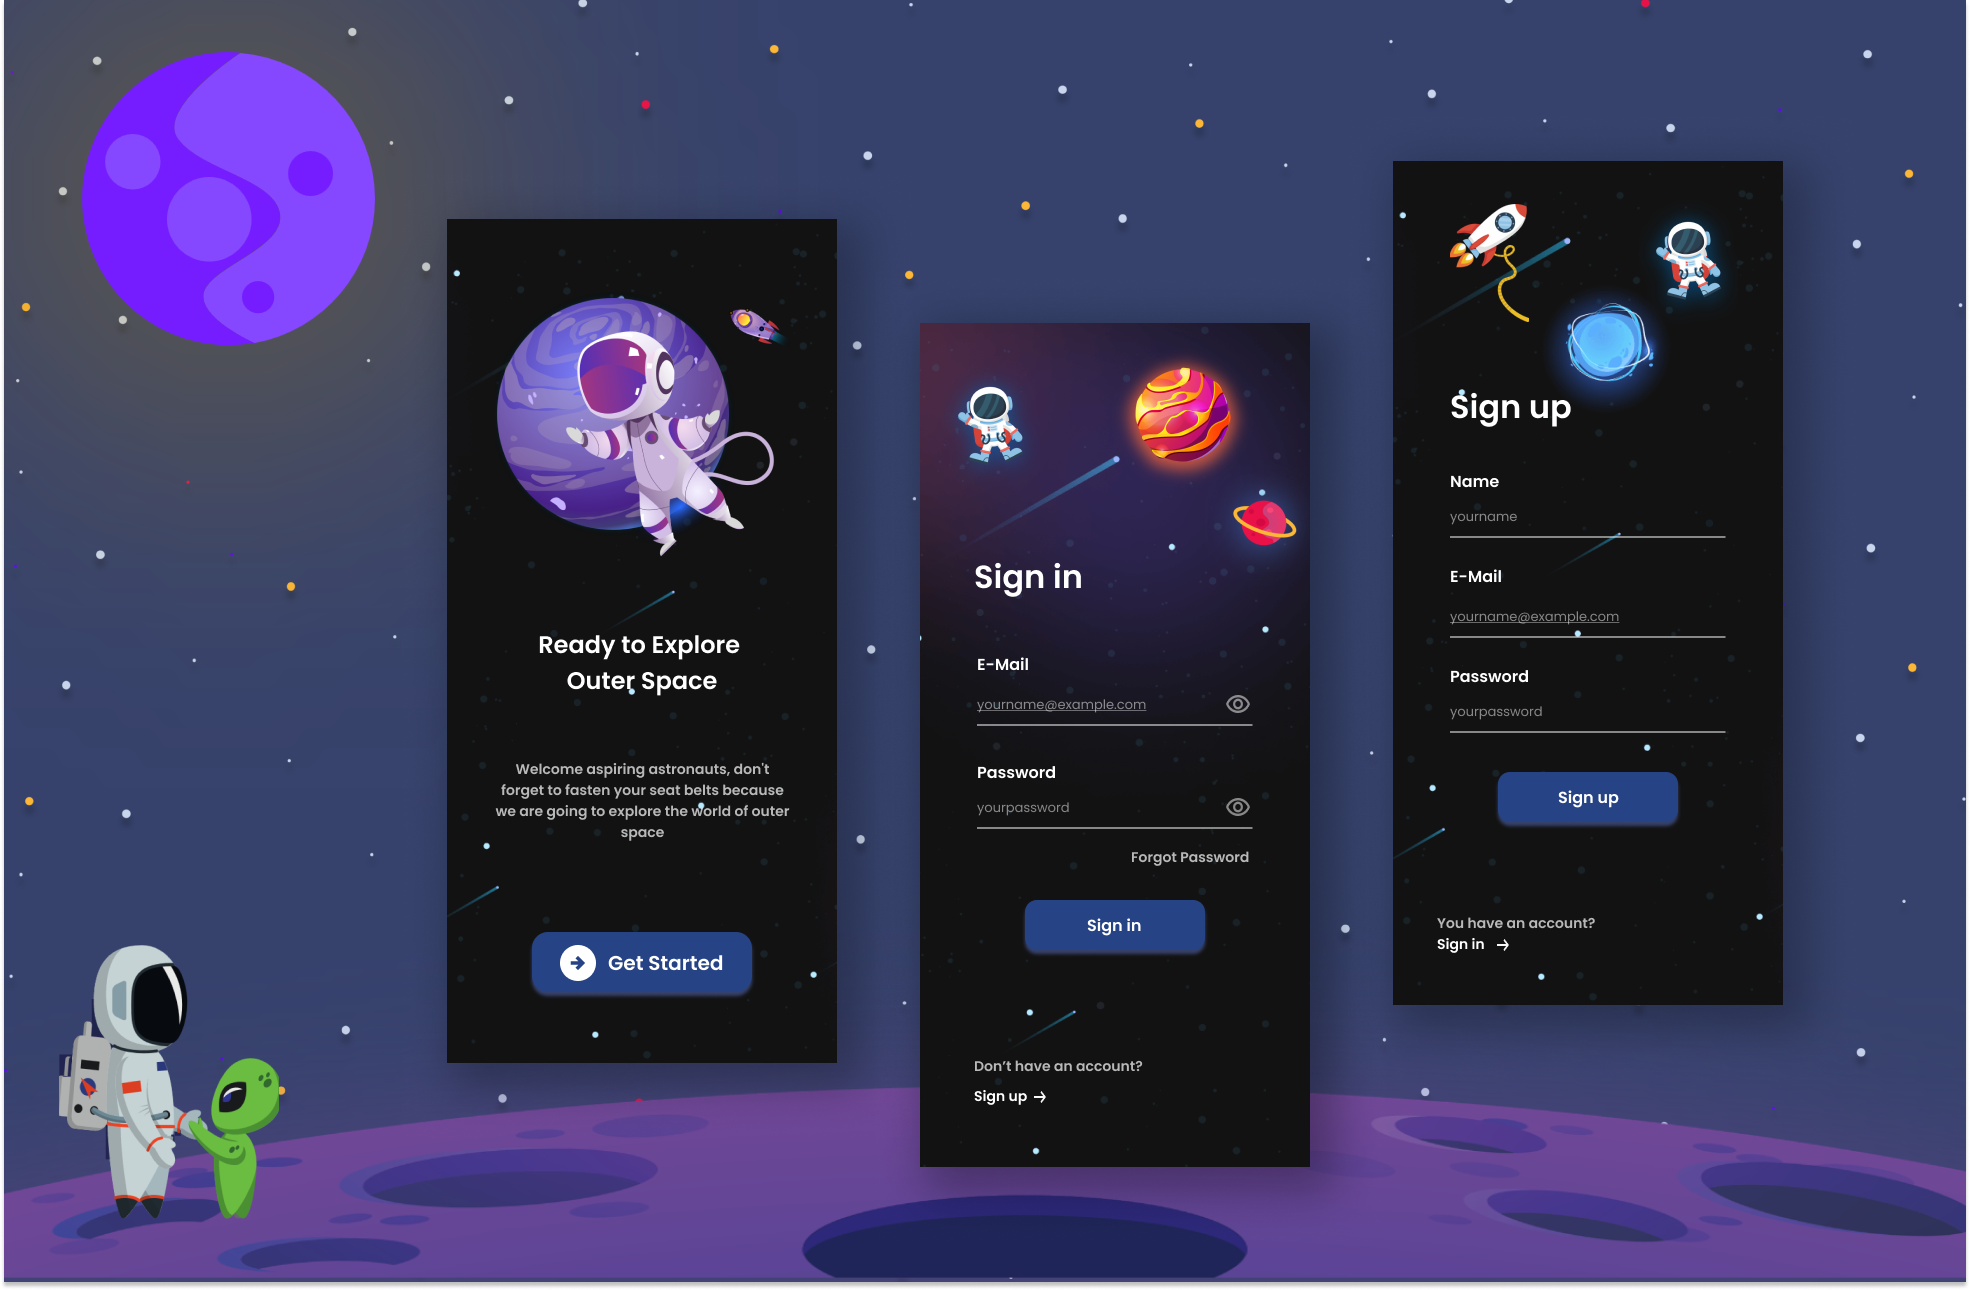 Ready to Explore
Outer Space
Welcome aspiring astronauts, don't
forget to fasten your seat belts because
we are going to explore the world of outer
space
Get Started
Sign in
E-Mail
yourname@example.com
Password
yourpassword
Forgot Password
Sign in
Don’t have an account?
Sign up
Sign up
Name
yourname
E-Mail
yourname@example.com
Password
yourpassword
Sign up
You have an account?
Sign in